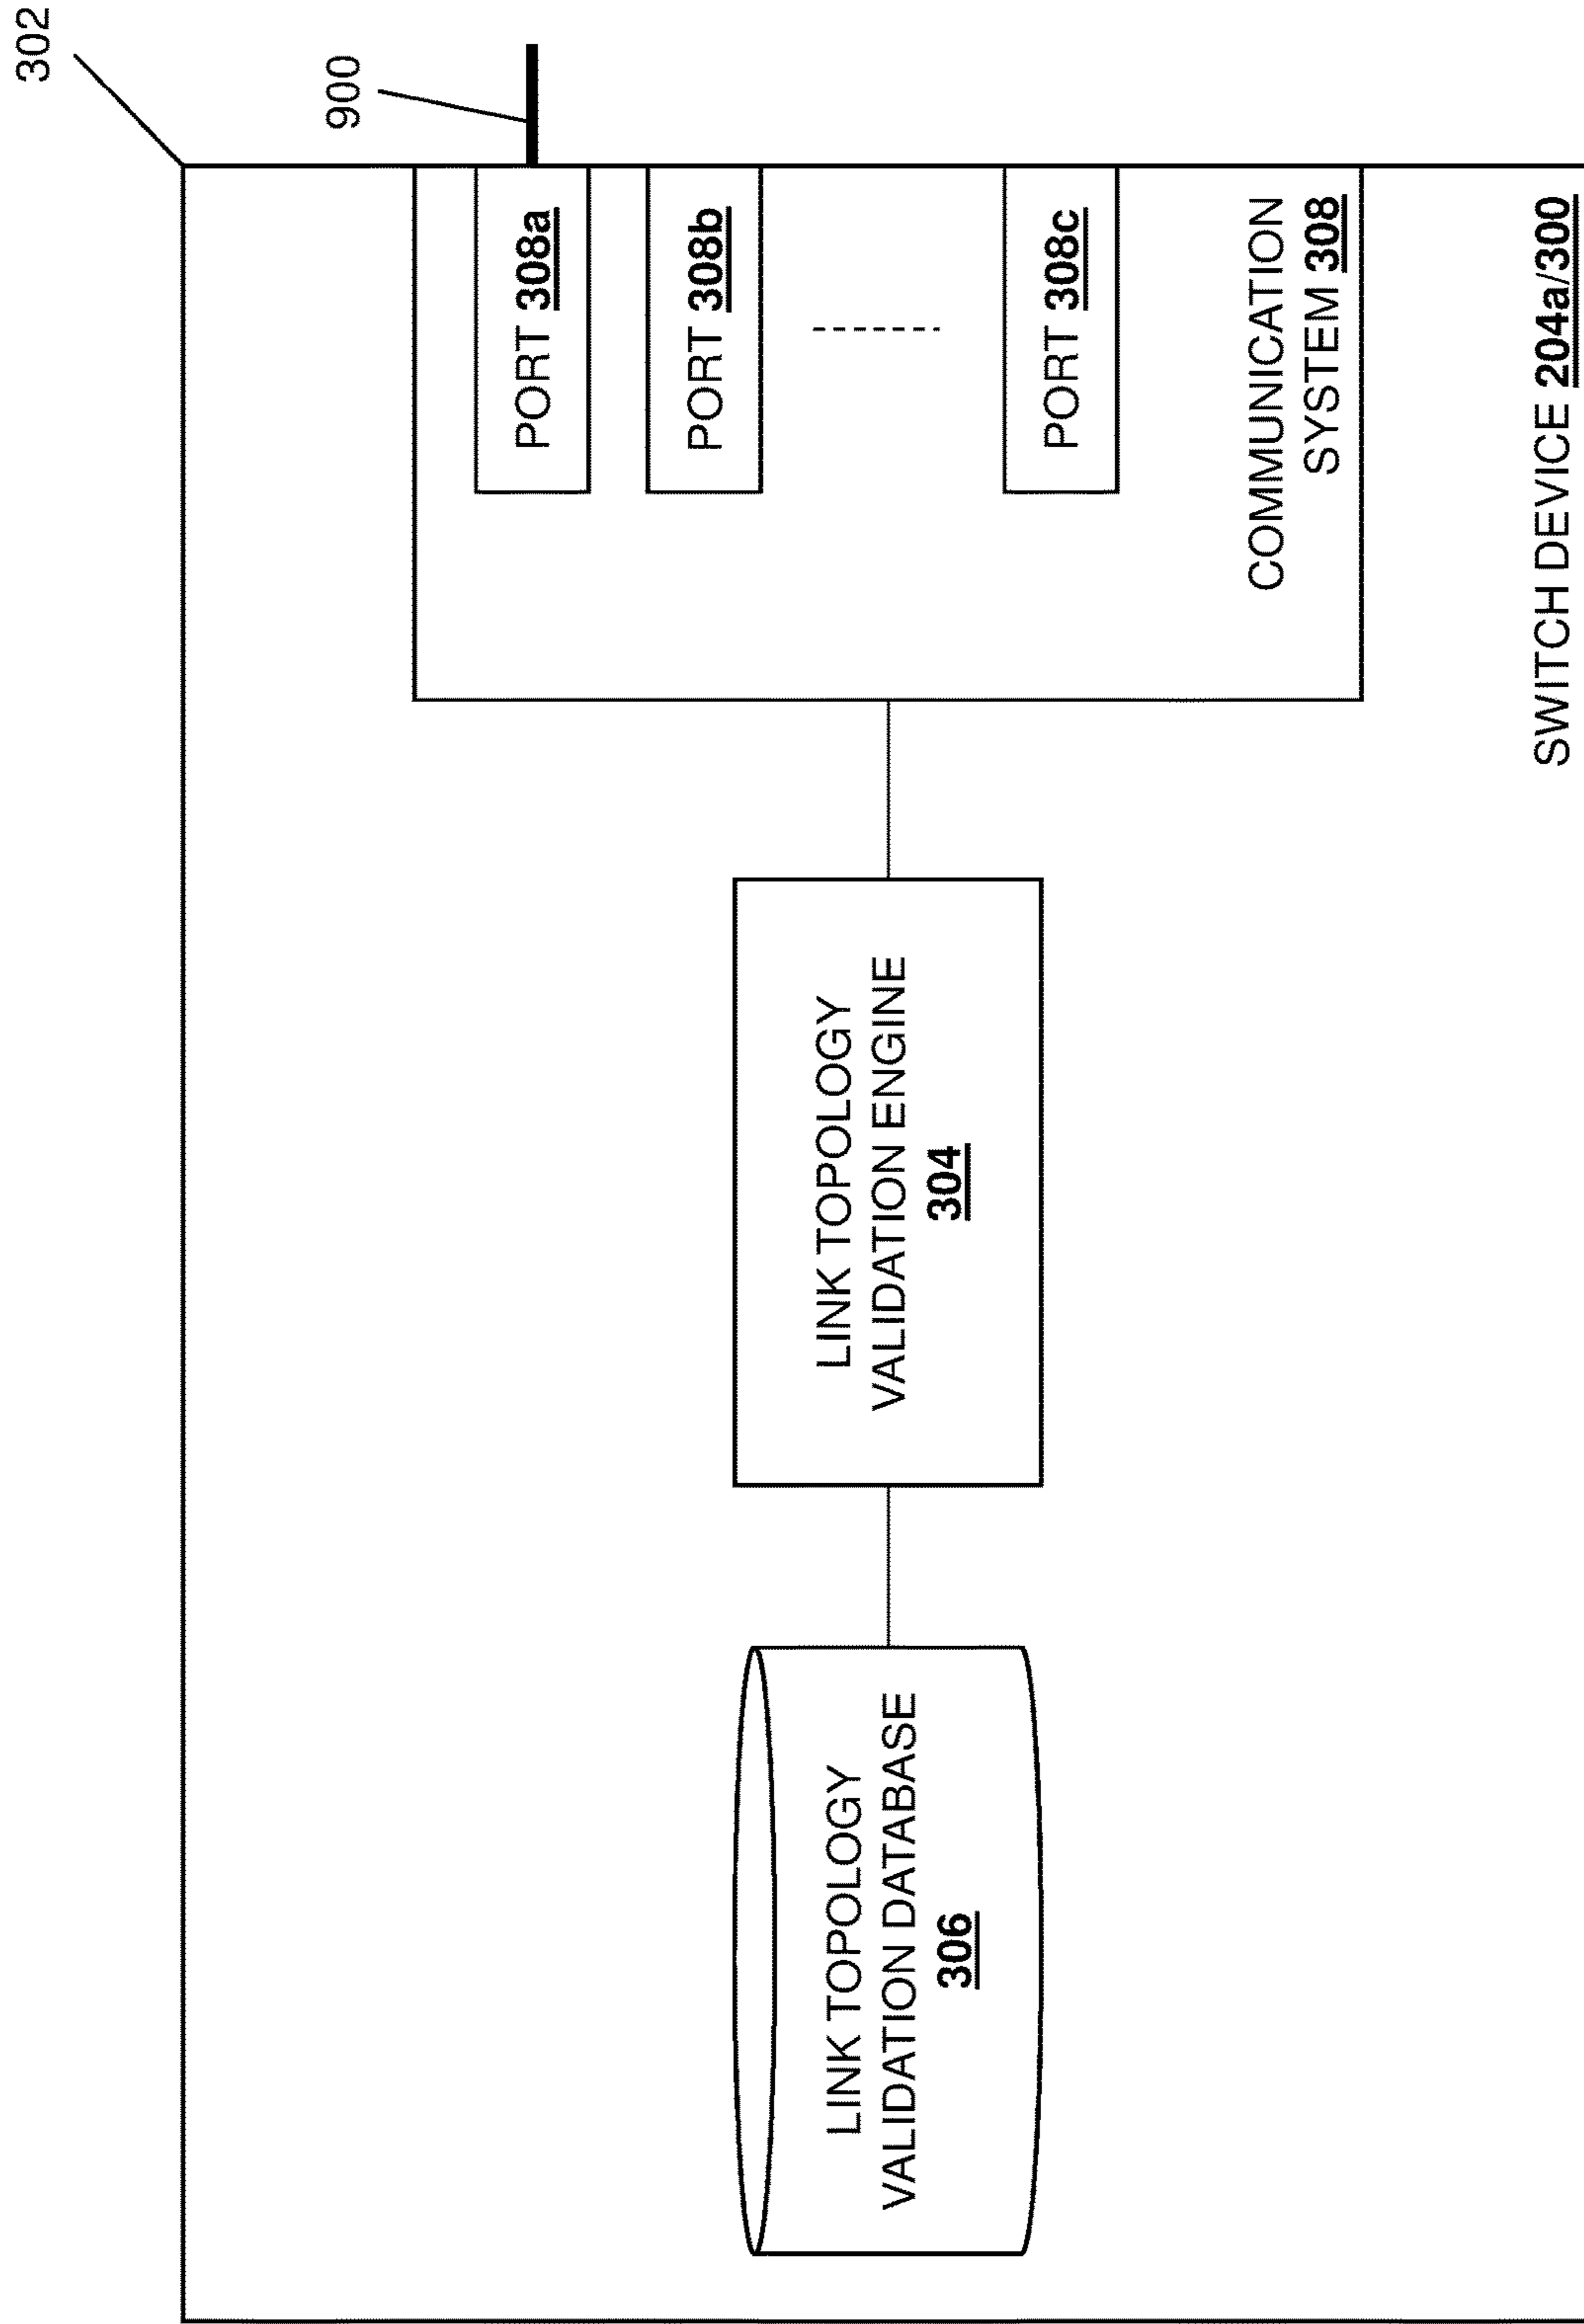 302
900
PORT 308a
PORT 308b
PORT 308c
COMMUNICATION
SYSTEM 308
LINK TOPOLOGY
VALIDATION ENGINE
304
LINK TOPOLOGY
VALIDATION DATABASE
306
SWITCH DEVICE 204a/300